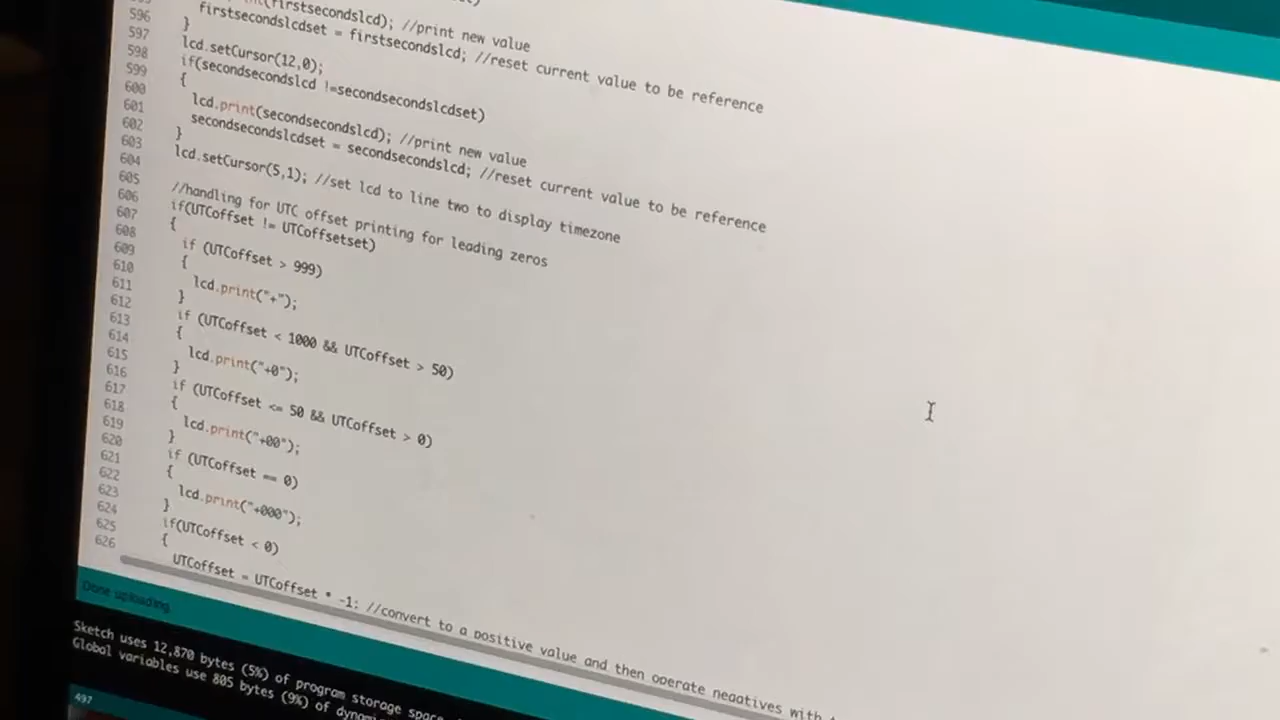 596 firstsecondslcd); //print new value
597 firstsecondslcdset = firstsecondslcd; //reset current value to be reference
598 }
599 lcd.setCursor(12,0);
600 if(secondsecondslcd !=secondsecondslcdset)
601 {
602 lcd.print(secondsecondslcd); //print new value
603 secondsecondslcdset = secondsecondslcd; //reset current value to be reference
604 }
605 lcd.setCursor(5,1); //set lcd to line two to display timezone
606 //handling for UTC offset printing for leading zeros
607 if(UTCoffset != UTCoffsetset)
608 {
609 if (UTCoffset > 999)
610 {
611 lcd.print("+");
612 }
613 if (UTCoffset < 1000 && UTCoffset > 50)
614 {
615 lcd.print("+0");
616 }
617 if (UTCoffset <= 50 && UTCoffset > 0)
618 {
619 lcd.print("+00");
620 }
621 if (UTCoffset == 0)
622 {
623 lcd.print("+000");
624 }
625 if(UTCoffset < 0)
626 {
UTCoffset = UTCoffset * -1; //convert to a positive value and then operate negatives with
Done uploading.
Sketch uses 12,870 bytes (5%) of program storage space
Global variables use 805 bytes (9%) of
497